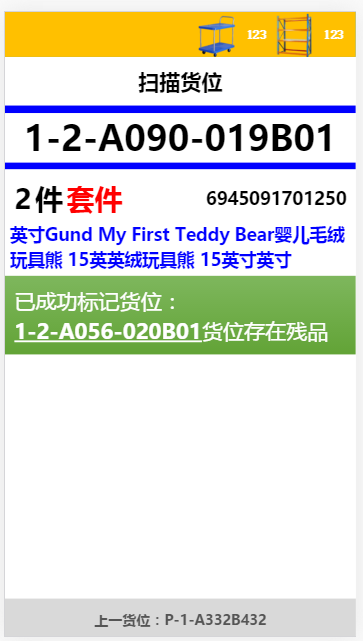 123 123
扫描货位
1-2-A090-019B01
2件套件 6945091701250
英寸Gund My First Teddy Bear婴儿毛绒
玩具熊 15英英绒玩具熊 15英寸英寸
已成功标记货位：
1-2-A056-020B01货位存在残品
上一货位：P-1-A332B432